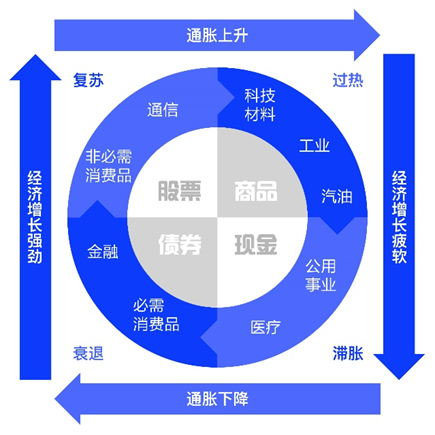 通胀上升
复苏
过热
通信
科技
材料
非必需
消费品
工业
股票
商品
汽油
经济增长强劲
经济增长疲软
金融
债券
现金
公用
事业
必需
消费品
医疗
衰退
滞胀
通胀下降